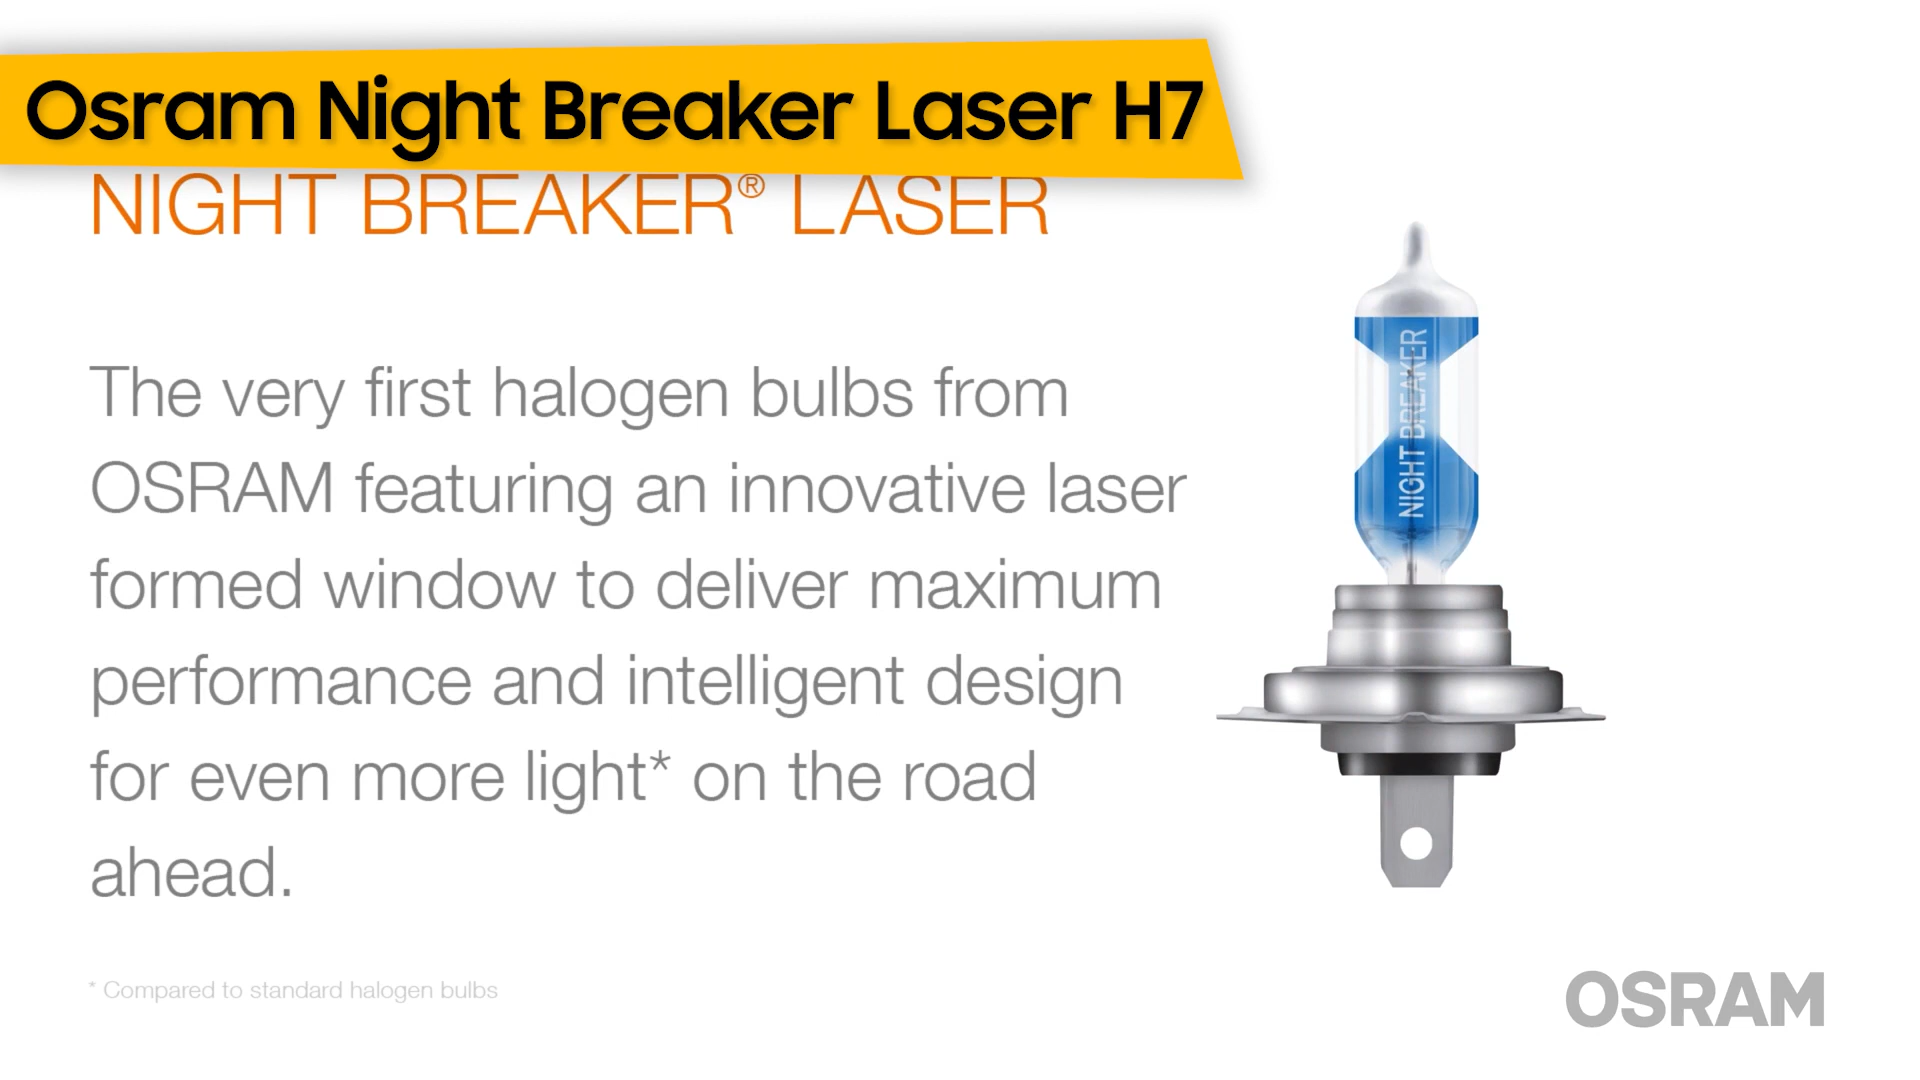 Osram Night Breaker Laser H7
NIGHT BREAKER® LASER
The very first halogen bulbs from
OSRAM featuring an innovative laser
formed window to deliver maximum
performance and intelligent design
for even more light* on the road
ahead.
* Compared to standard halogen bulbs
NIGHT BREAKER
OSRAM